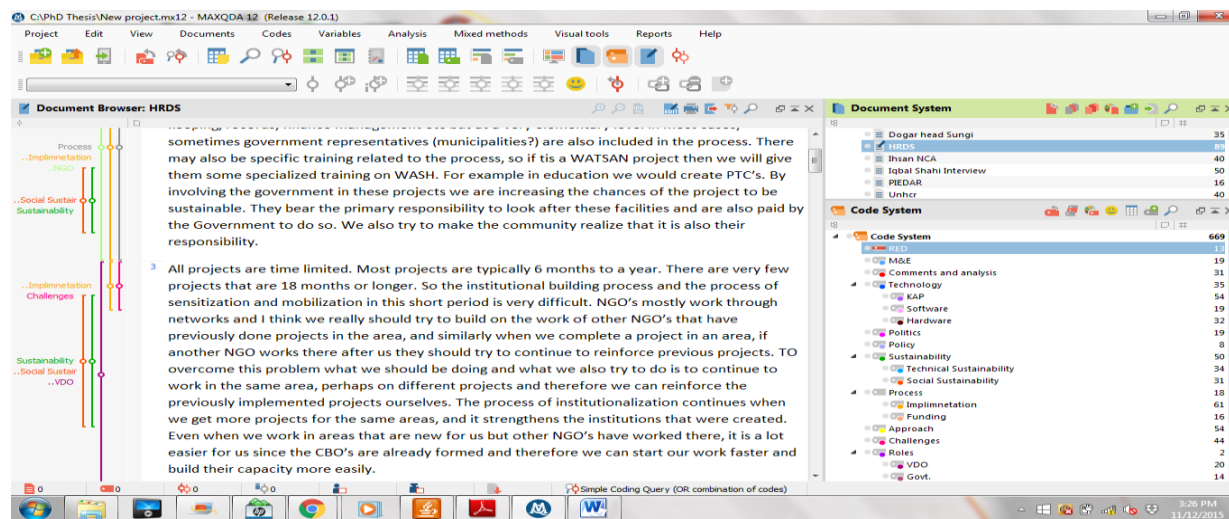 C:\PhD Thesis\New project.mx12 - MAXQDA 12 (Release 12.0.1)
Project Edit View Documents Codes Variables Analysis Mixed methods Visual tools Reports Help
Document Browser: HRDS
sometimes government representatives (municipalities?) are also included in the process. There
may also be specific training related to the process, so if tis a WATSAN project then we will give
them some specialized training on WASH. For example in education we would create PTC's. By
involving the government in these projects we are increasing the chances of the project to be
sustainable. They bear the primary responsibility to look after these facilities and are also paid by
the Government to do so. We also try to make the community realize that it is also their
responsibility.
3 All projects are time limited. Most projects are typically 6 months to a year. There are very few
projects that are 18 months or longer. So the institutional building process and the process of
sensitization and mobilization in this short period is very difficult. NGO's mostly work through
networks and I think we really should try to build on the work of other NGO's that have
previously done projects in the area, and similarly when we complete a project in an area, if
another NGO works there after us they should try to continue to reinforce previous projects. TO
overcome this problem what we should be doing and what we also try to do is to continue to
work in the same area, perhaps on different projects and therefore we can reinforce the
previously implemented projects ourselves. The process of institutionalization continues when
we get more projects for the same areas, and it strengthens the institutions that were created.
Even when we work in areas that are new for us but other NGO's have worked there, it is a lot
easier for us since the CBO's are already formed and therefore we can start our work faster and
build their capacity more easily.
Process
..Implimnetation
..NGO
..Social Sustair
Sustainability
..Implimnetation
Challenges
Sustainability
..Social Sustair
..VDO
Document System
Dogar head Sungi 35
HRDS 89
Ihsan NCA 40
Iqbal Shahi Interview 50
PIEDAR 16
Unhcr 40
Code System
Code System 669
RED 13
M&E 19
Comments and analysis 31
Technology 35
KAP 54
Software 19
Hardware 32
Politics 19
Policy 8
Sustainability 50
Technical Sustainability 34
Social Sustainability 31
Process 18
Implimnetation 61
Funding 16
Approach 54
Challenges 44
Roles 2
VDO 20
Govt. 14
0 0 0 0 Simple Coding Query (OR combination of codes)
3:26 PM
11/12/2015